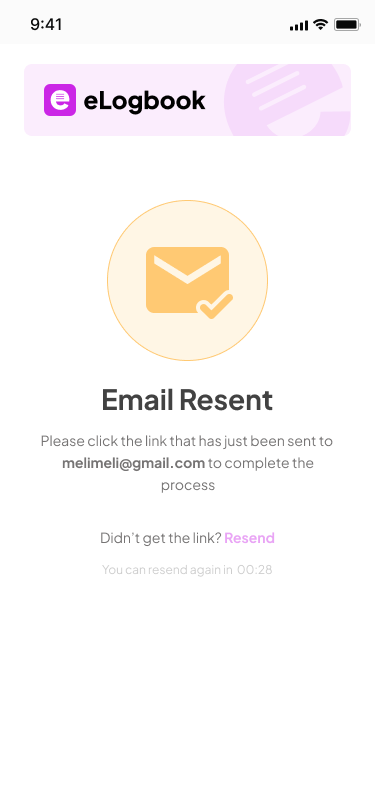 9:41
eLogbook
Email Resent
Please click the link that has just been sent to
melimeli@gmail.com to complete the
process
Didn't get the link? Resend
You can resend again in 00:28